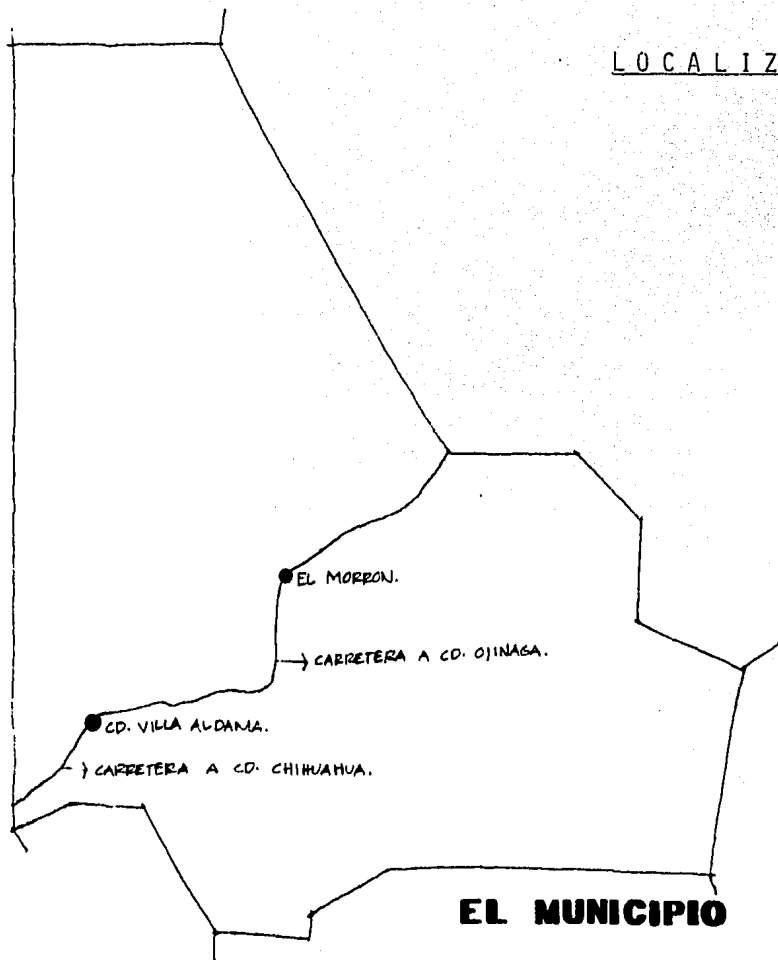 LOCALIZ
EL MORRON.
CARRETERA A CD. OJINAGA.
CD. VILLA ALDAMA.
CARRETERA A CD. CHIHUAHUA.
EL MUNICIPIO